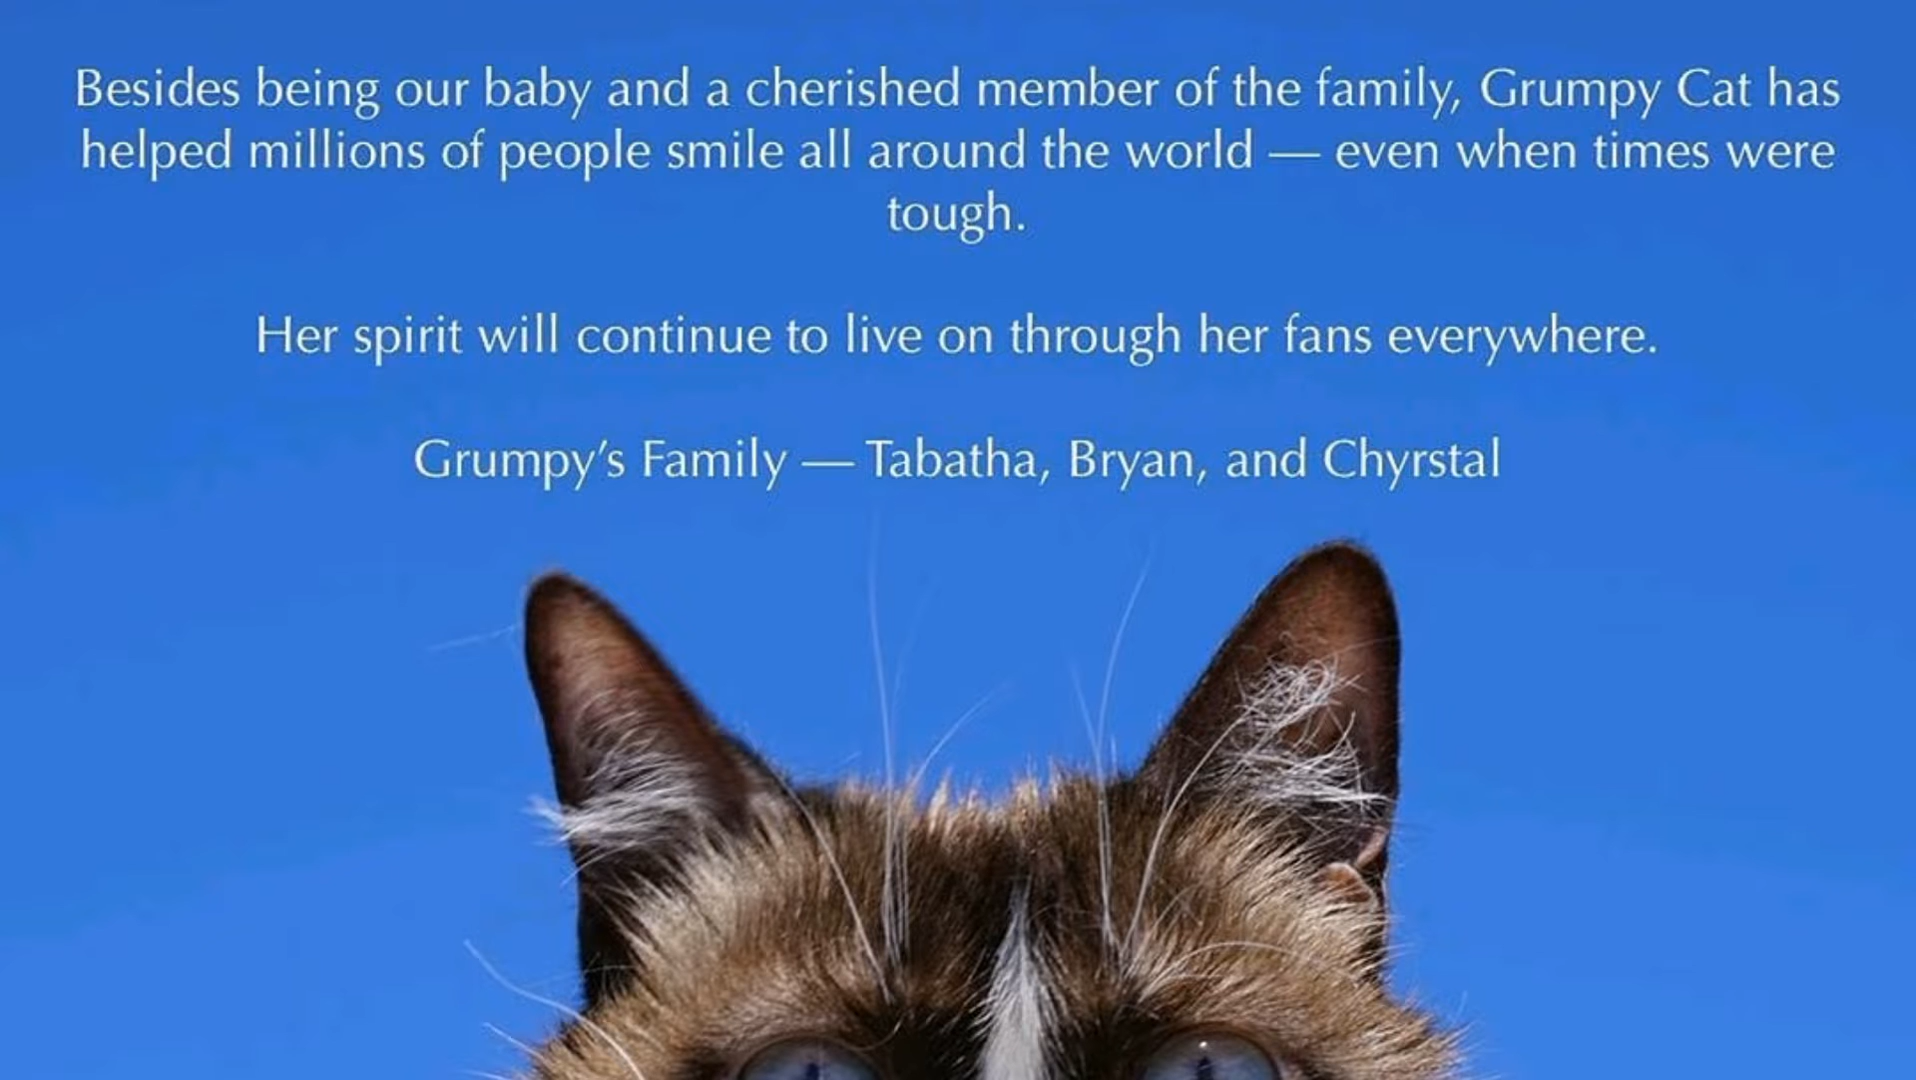 Besides being our baby and a cherished member of the family, Grumpy Cat has
helped millions of people smile all around the world — even when times were
tough.
Her spirit will continue to live on through her fans everywhere.
Grumpy’s Family — Tabatha, Bryan, and Chyrstal